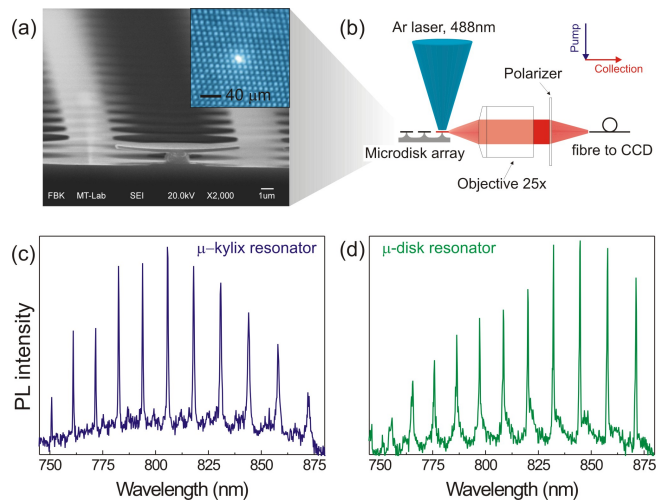 (a)
40 μm
FBK MT-Lab SEI 20.0kV X2,000 1um
(b)
Ar laser, 488nm
Pump
Collection
Polarizer
Microdisk array
fibre to CCD
Objective 25x
(c)
μ-kylix resonator
PL intensity
750 775 800 825 850 875
Wavelength (nm)
(d)
μ-disk resonator
750 775 800 825 850 875
Wavelength (nm)